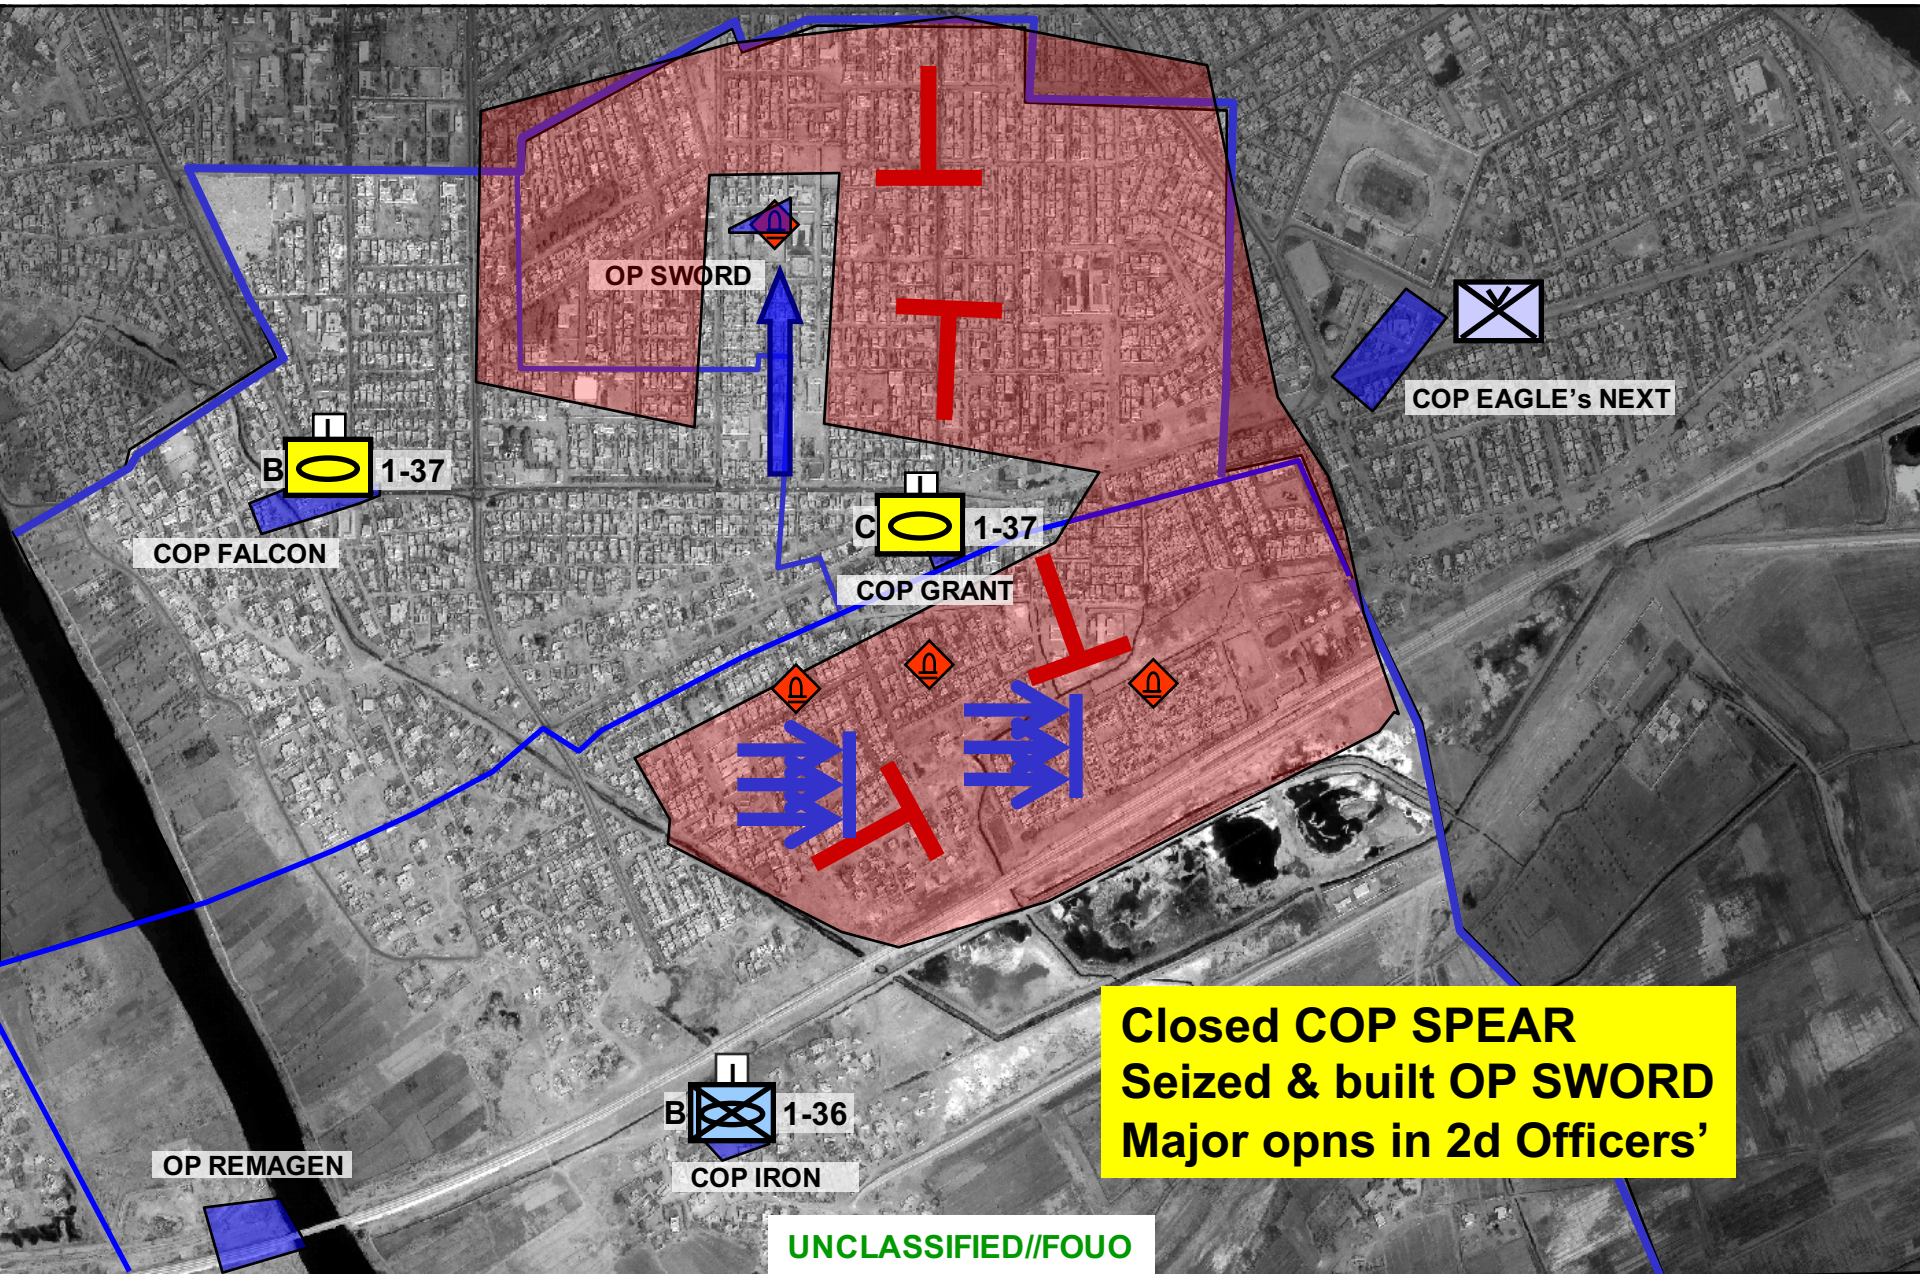 OP SWORD
COP EAGLE's NEXT
B 1-37
COP FALCON
C 1-37
COP GRANT
Closed COP SPEAR
Seized & built OP SWORD
Major opns in 2d Officers’
B 1-36
COP IRON
OP REMAGEN
UNCLASSIFIED//FOUO